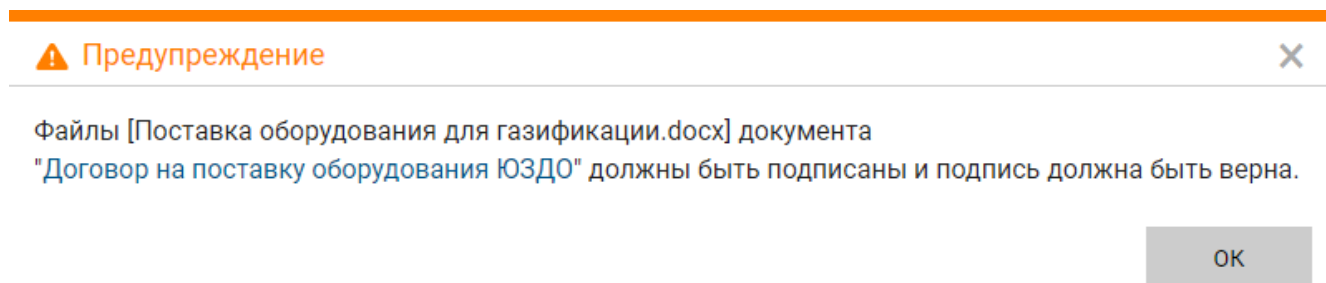 Предупреждение
Файлы [Поставка оборудования для газификации.docx] документа
"Договор на поставку оборудования ЮЗДО" должны быть подписаны и подпись должна быть верна.
ОК